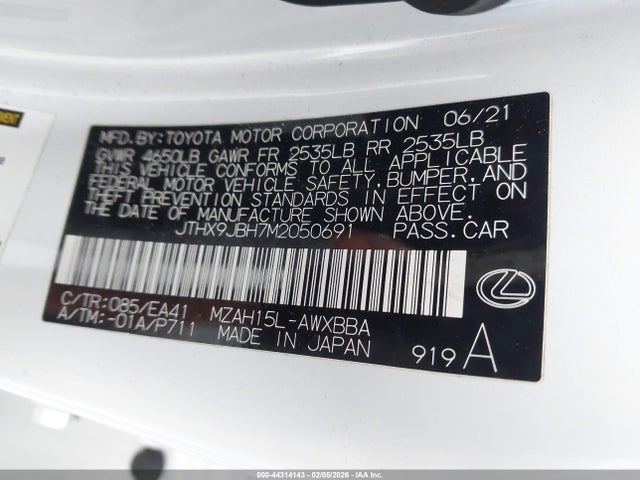 MFD. BY: TOYOTA MOTOR CORPORATION 06/21
GVWR 4650LB GAWR FR 2535LB RR 2535LB
THIS VEHICLE CONFORMS TO ALL APPLICABLE
FEDERAL MOTOR VEHICLE SAFETY, BUMPER, AND
THEFT PREVENTION STANDARDS IN EFFECT ON
THE DATE OF MANUFACTURE SHOWN ABOVE.
JTHX9JBH7M2050691 PASS. CAR
C/TR: 085/EA41 MZAH15L-AWXBBA
A/TM: -01A/P711 MADE IN JAPAN
919 A
000-44314143 - 02/05/2026 - IAA Inc.